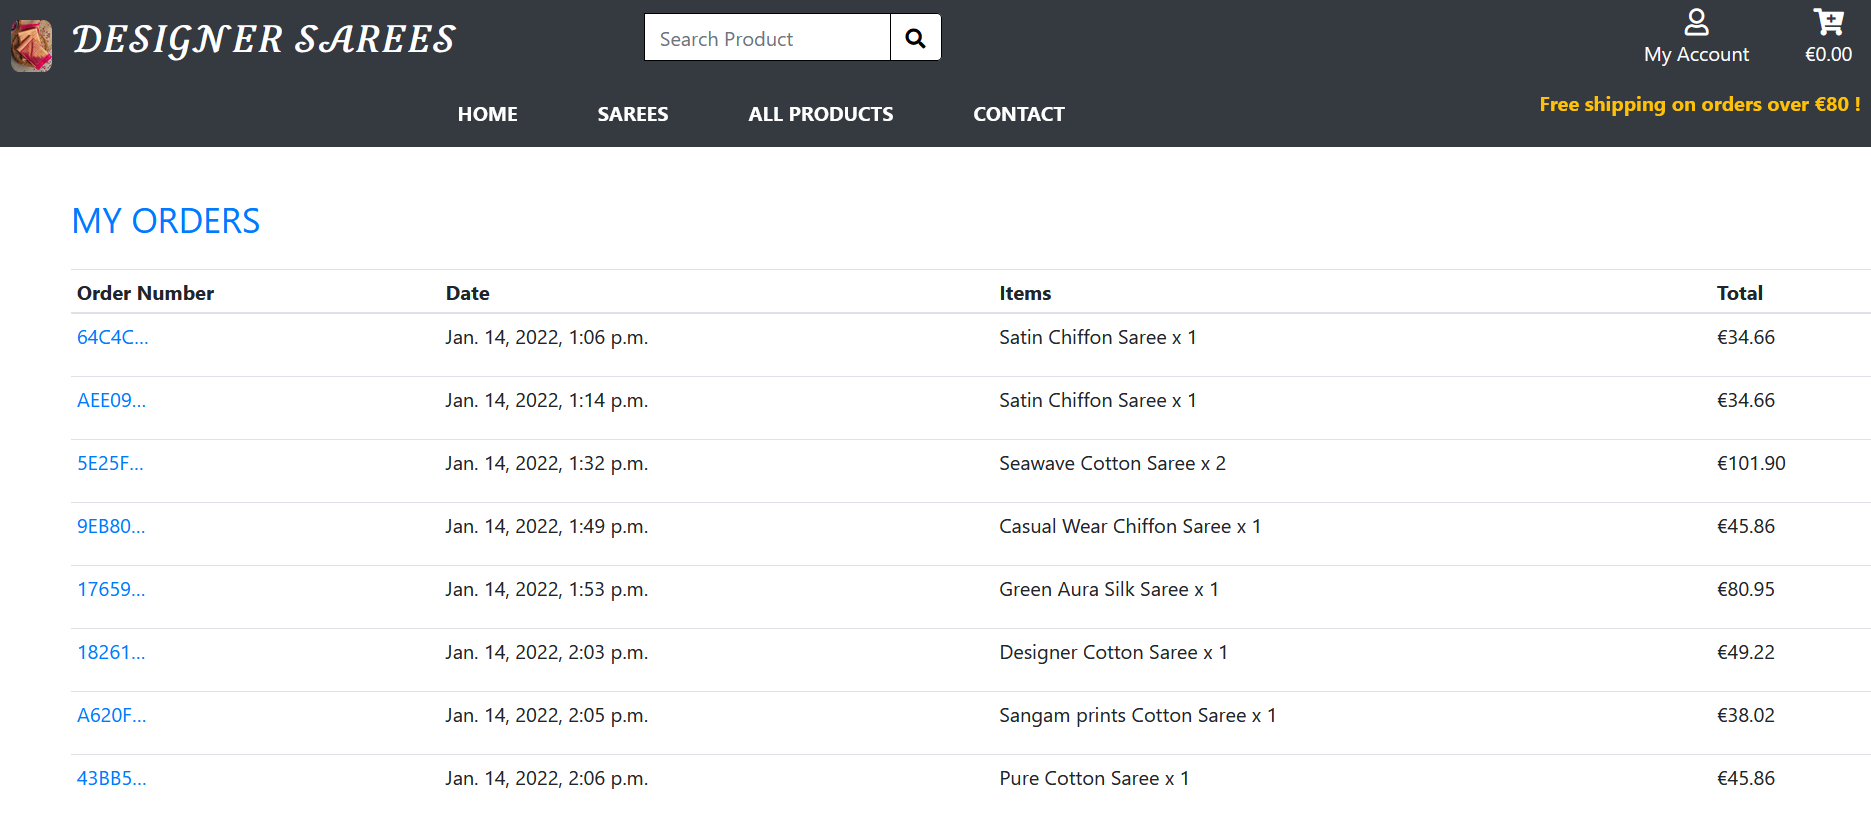 DESIGNER SAREES
Search Product
My Account
€0.00
HOME SAREES ALL PRODUCTS CONTACT
Free shipping on orders over €80 !
MY ORDERS
Order Number Date Items Total
64C4C... Jan. 14, 2022, 1:06 p.m. Satin Chiffon Saree x 1 €34.66
AEE09... Jan. 14, 2022, 1:14 p.m. Satin Chiffon Saree x 1 €34.66
5E25F... Jan. 14, 2022, 1:32 p.m. Seawave Cotton Saree x 2 €101.90
9EB80... Jan. 14, 2022, 1:49 p.m. Casual Wear Chiffon Saree x 1 €45.86
17659... Jan. 14, 2022, 1:53 p.m. Green Aura Silk Saree x 1 €80.95
18261... Jan. 14, 2022, 2:03 p.m. Designer Cotton Saree x 1 €49.22
A620F... Jan. 14, 2022, 2:05 p.m. Sangam prints Cotton Saree x 1 €38.02
43BB5... Jan. 14, 2022, 2:06 p.m. Pure Cotton Saree x 1 €45.86